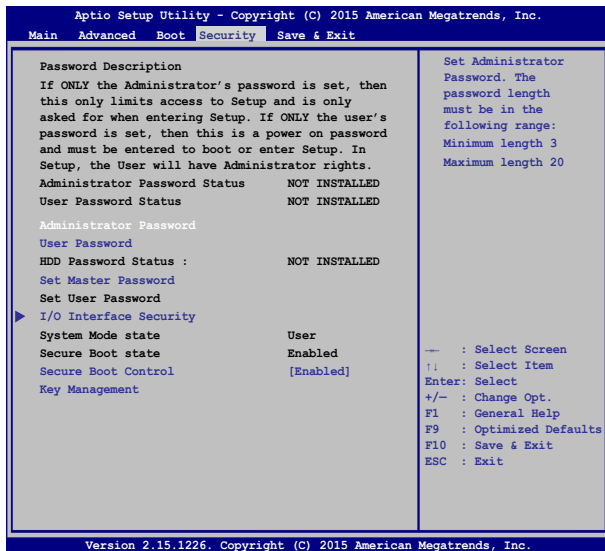 Aptio Setup Utility - Copyright (C) 2015 American Megatrends, Inc.
Main Advanced Boot Security Save & Exit
Password Description
If ONLY the Administrator's password is set, then
this only limits access to Setup and is only
asked for when entering Setup. If ONLY the user's
password is set, then this is a power on password
and must be entered to boot or enter Setup. In
Setup, the User will have Administrator rights.
Administrator Password Status NOT INSTALLED
User Password Status NOT INSTALLED
Administrator Password
User Password
HDD Password Status : NOT INSTALLED
Set Master Password
Set User Password
I/O Interface Security
System Mode state User
Secure Boot state Enabled
Secure Boot Control [Enabled]
Key Management
Set Administrator
Password. The
password length
must be in the
following range:
Minimum length 3
Maximum length 20
→← : Select Screen
↑↓ : Select Item
Enter: Select
+/— : Change Opt.
F1 : General Help
F9 : Optimized Defaults
F10 : Save & Exit
ESC : Exit
Version 2.15.1226. Copyright (C) 2015 American Megatrends, Inc.